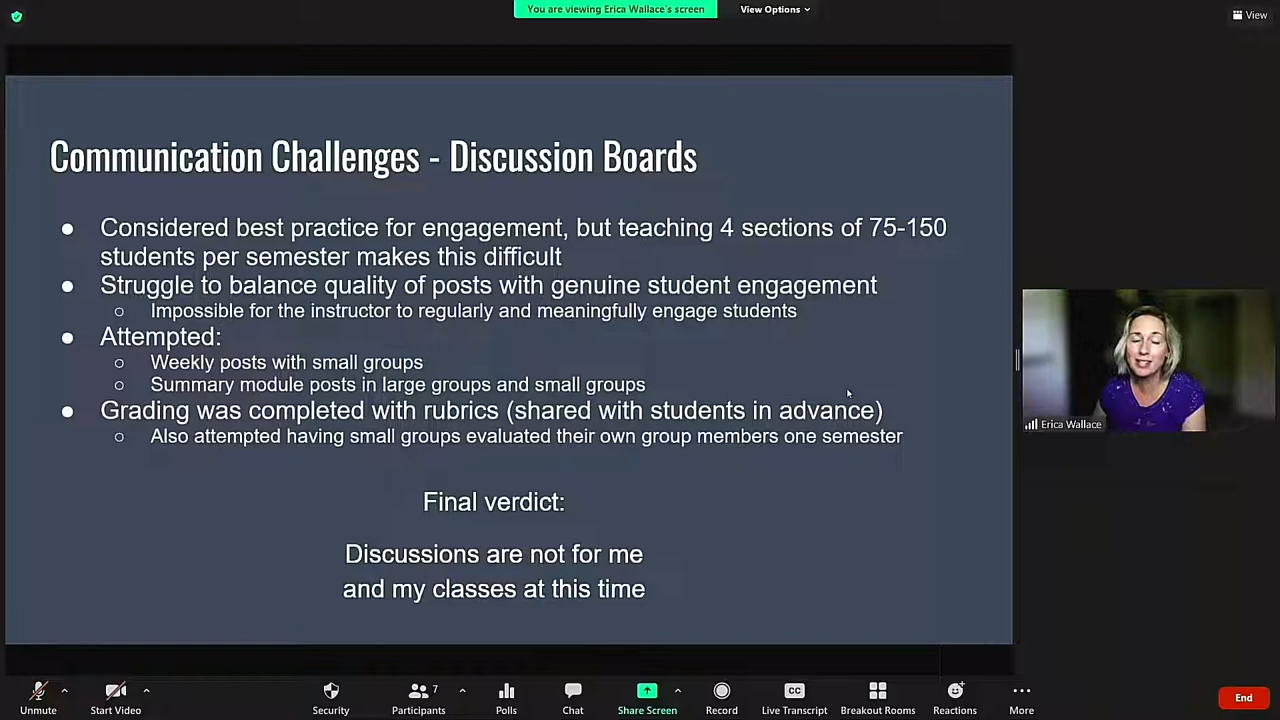 You are viewing Erica Wallace's screen
View Options
View
Communication Challenges - Discussion Boards
Considered best practice for engagement, but teaching 4 sections of 75-150
students per semester makes this difficult
Struggle to balance quality of posts with genuine student engagement
Impossible for the instructor to regularly and meaningfully engage students
Attempted:
Weekly posts with small groups
Summary module posts in large groups and small groups
Grading was completed with rubrics (shared with students in advance)
Also attempted having small groups evaluated their own group members one semester
Final verdict:
Discussions are not for me
and my classes at this time
Erica Wallace
Unmute
Start Video
Security
Participants
7
Polls
Chat
Share Screen
Record
CC
Live Transcript
Breakout Rooms
Reactions
More
End